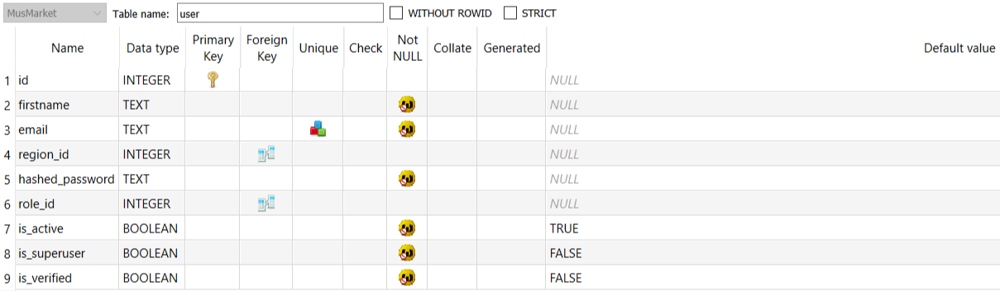 MusMarket Table name: user WITHOUT ROWID STRICT
Name Data type Primary Key Foreign Key Unique Check Not NULL Collate Generated Default value
1 id INTEGER NULL
2 firstname TEXT NULL
3 email TEXT NULL
4 region_id INTEGER NULL
5 hashed_password TEXT NULL
6 role_id INTEGER NULL
7 is_active BOOLEAN TRUE
8 is_superuser BOOLEAN FALSE
9 is_verified BOOLEAN FALSE